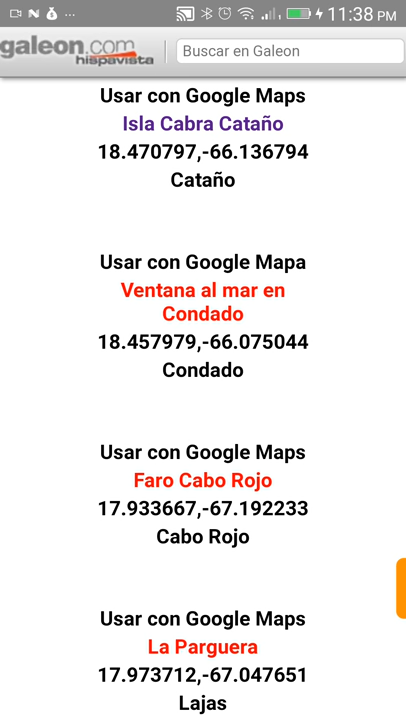 11:38 PM
galeon.com
hispavista
Buscar en Galeon
Usar con Google Maps
Isla Cabra Cataño
18.470797,-66.136794
Cataño
Usar con Google Mapa
Ventana al mar en
Condado
18.457979,-66.075044
Condado
Usar con Google Maps
Faro Cabo Rojo
17.933667,-67.192233
Cabo Rojo
Usar con Google Maps
La Parguera
17.973712,-67.047651
Lajas